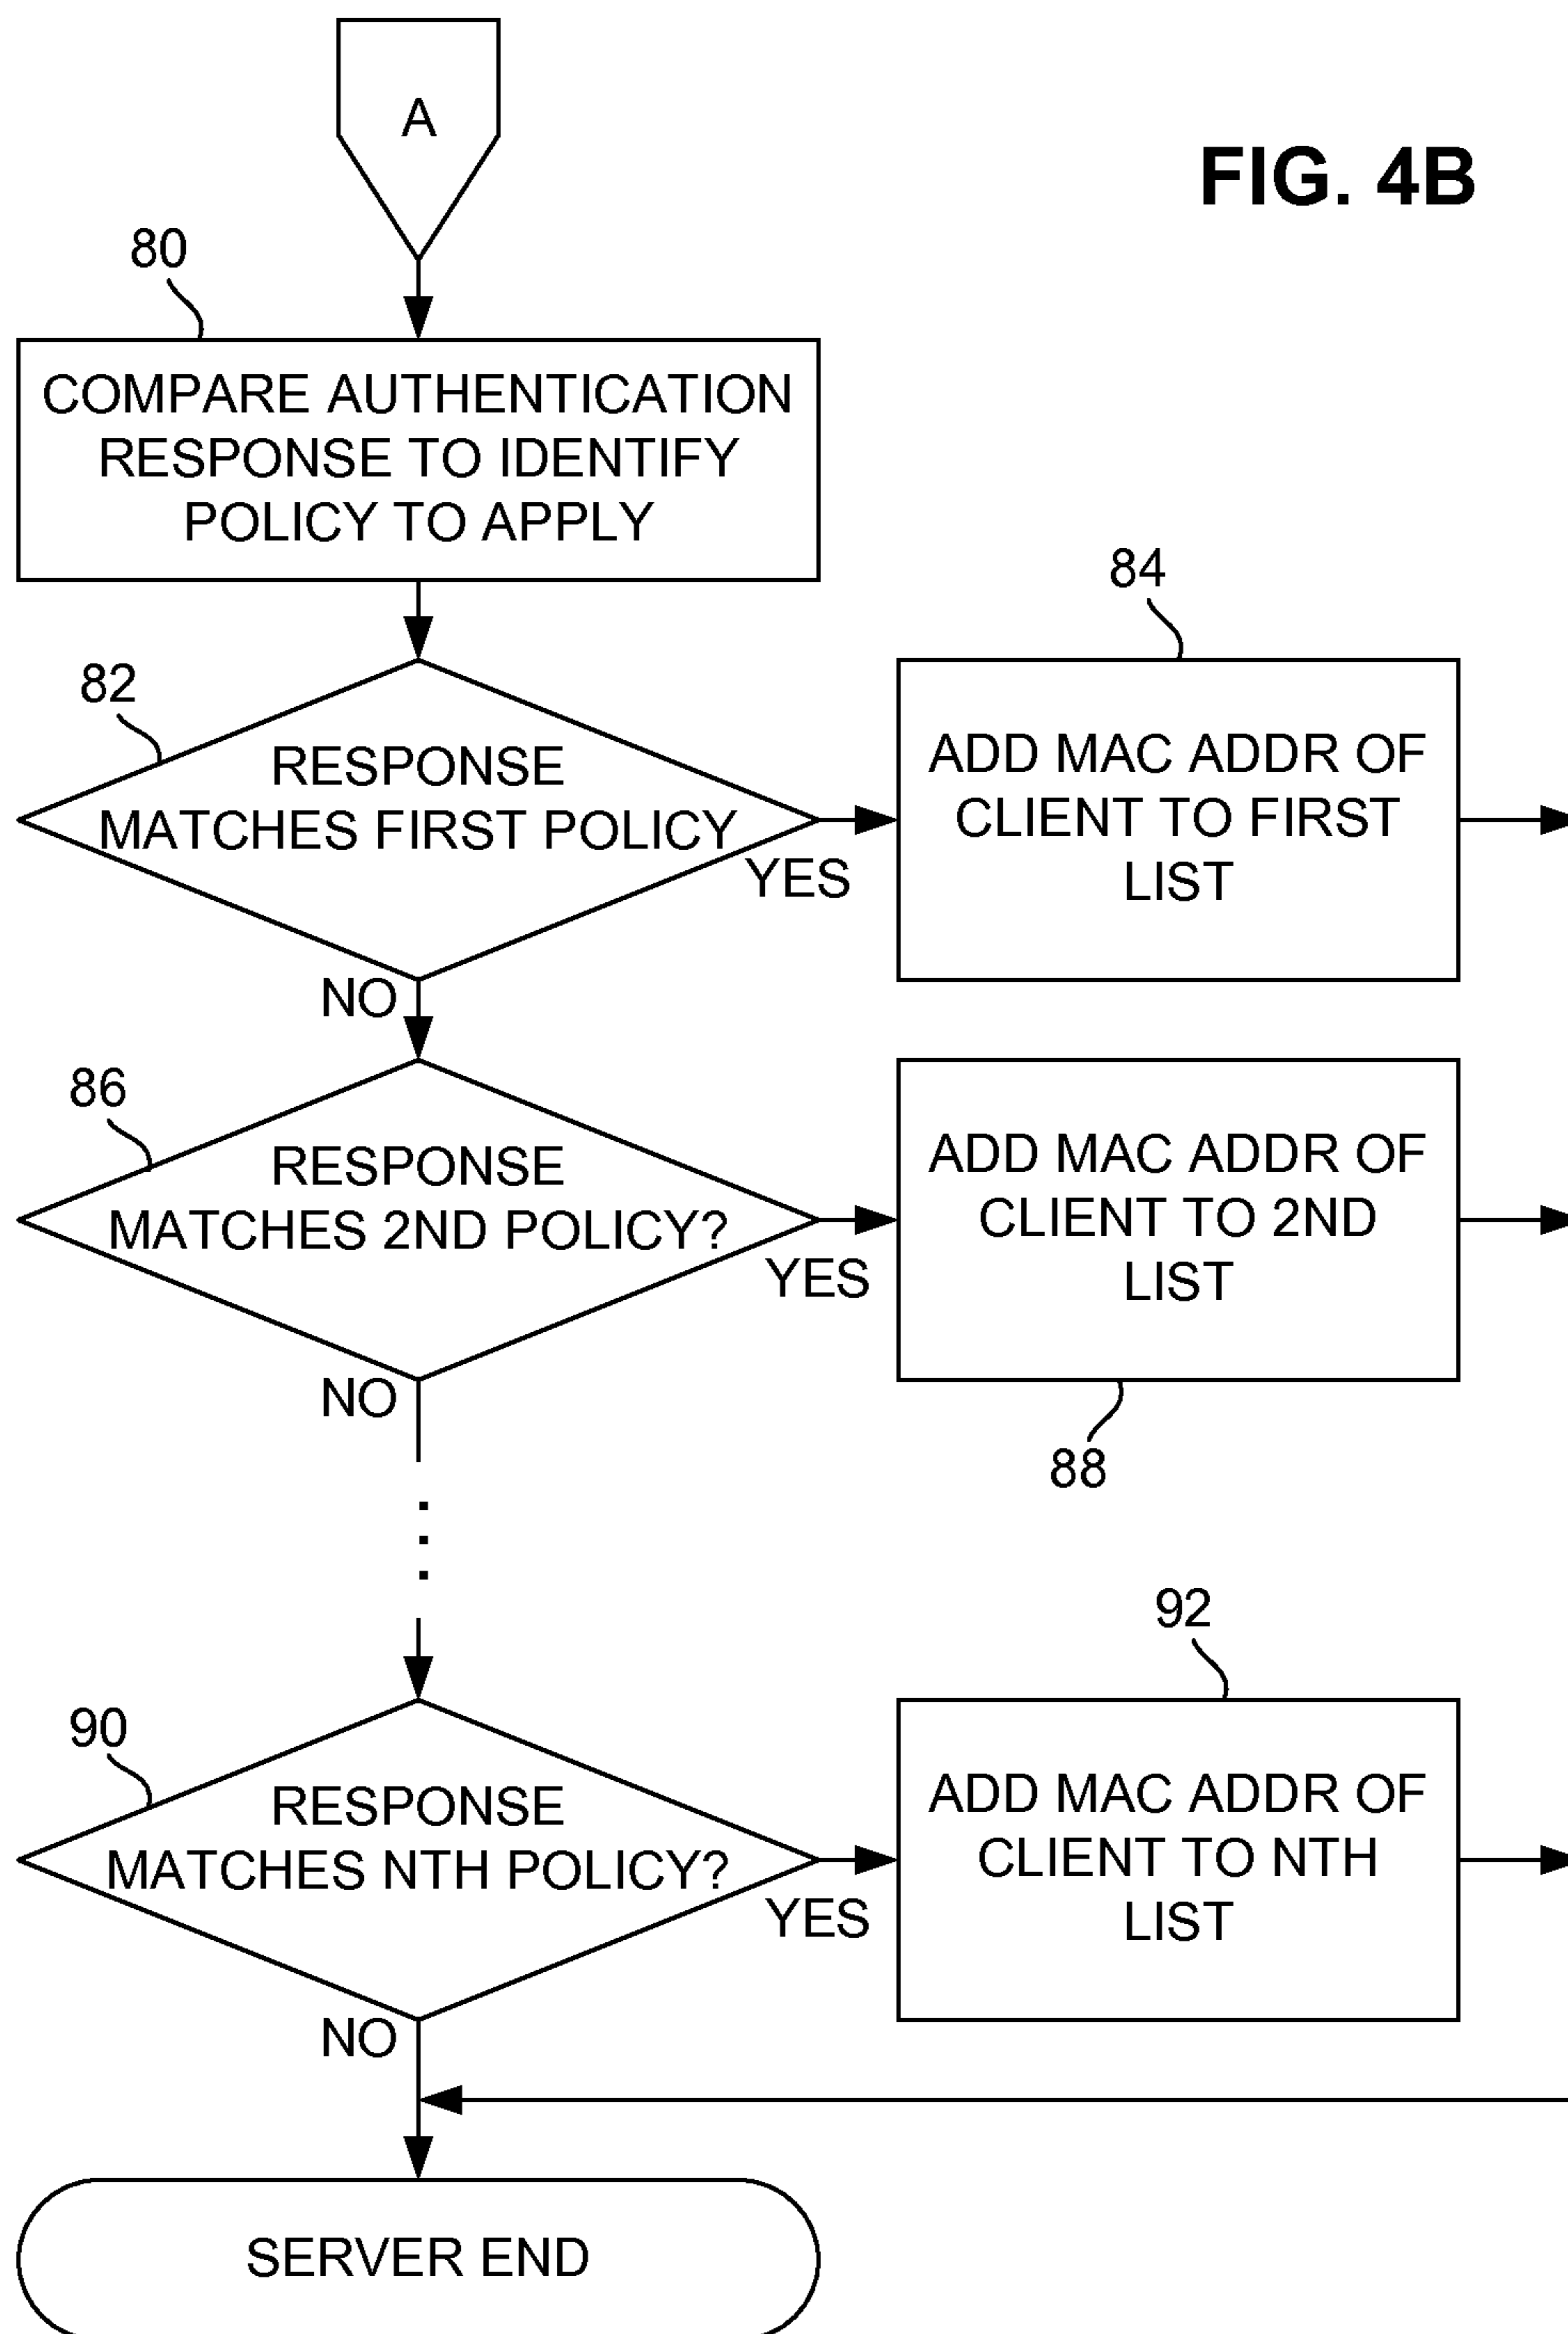 A
FIG. 4B
80
COMPARE AUTHENTICATION
RESPONSE TO IDENTIFY
POLICY TO APPLY
82
RESPONSE
MATCHES FIRST POLICY
YES
NO
84
ADD MAC ADDR OF
CLIENT TO FIRST
LIST
86
RESPONSE
MATCHES 2ND POLICY?
YES
NO
ADD MAC ADDR OF
CLIENT TO 2ND
LIST
88
90
RESPONSE
MATCHES NTH POLICY?
YES
NO
92
ADD MAC ADDR OF
CLIENT TO NTH
LIST
SERVER END